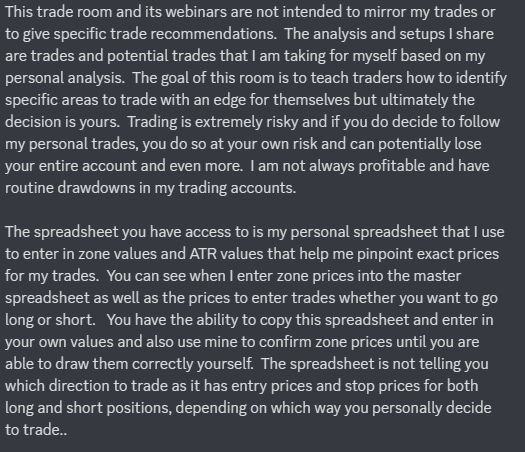 This trade room and its webinars are not intended to mirror my trades or
to give specific trade recommendations.  The analysis and setups I share
are trades and potential trades that I am taking for myself based on my
personal analysis.  The goal of this room is to teach traders how to identify
specific areas to trade with an edge for themselves but ultimately the
decision is yours.  Trading is extremely risky and if you do decide to follow
my personal trades, you do so at your own risk and can potentially lose
your entire account and even more.  I am not always profitable and have
routine drawdowns in my trading accounts.

The spreadsheet you have access to is my personal spreadsheet that I use
to enter in zone values and ATR values that help me pinpoint exact prices
for my trades.  You can see when I enter zone prices into the master
spreadsheet as well as the prices to enter trades whether you want to go
long or short.   You have the ability to copy this spreadsheet and enter in
your own values and also use mine to confirm zone prices until you are
able to draw them correctly yourself.  The spreadsheet is not telling you
which direction to trade as it has entry prices and stop prices for both
long and short positions, depending on which way you personally decide
to trade..